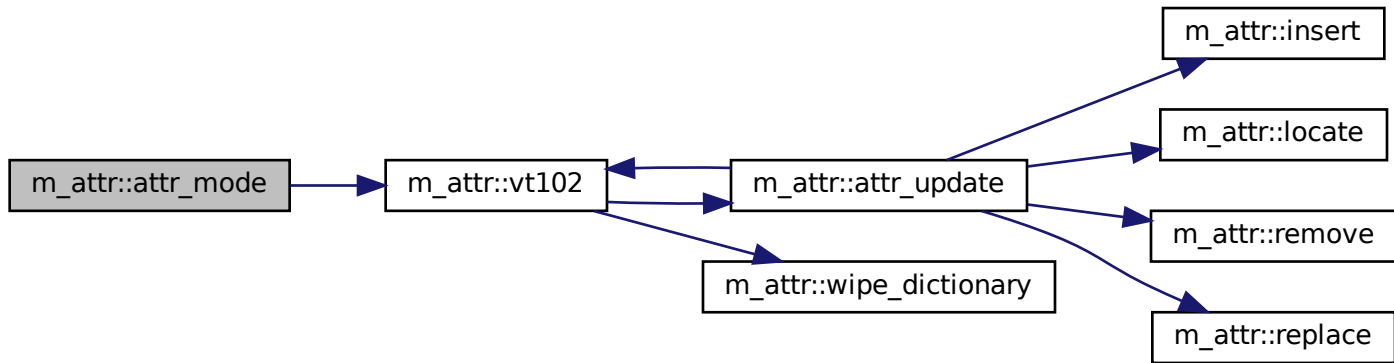 m_attr::insert
m_attr::locate
m_attr::attr_mode
m_attr::vt102
m_attr::attr_update
m_attr::remove
m_attr::wipe_dictionary
m_attr::replace